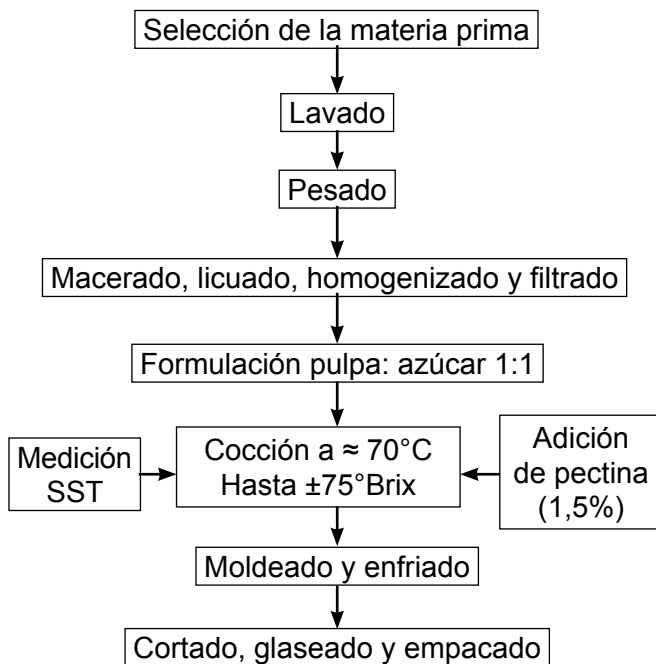 Selección de la materia prima
Lavado
Pesado
Macerado, licuado, homogenizado y filtrado
Formulación pulpa: azúcar 1:1
Medición
SST
Cocción a ≈ 70°C
Hasta ±75°Brix
Adición
de pectina
(1,5%)
Moldeado y enfriado
Cortado, glaseado y empacado